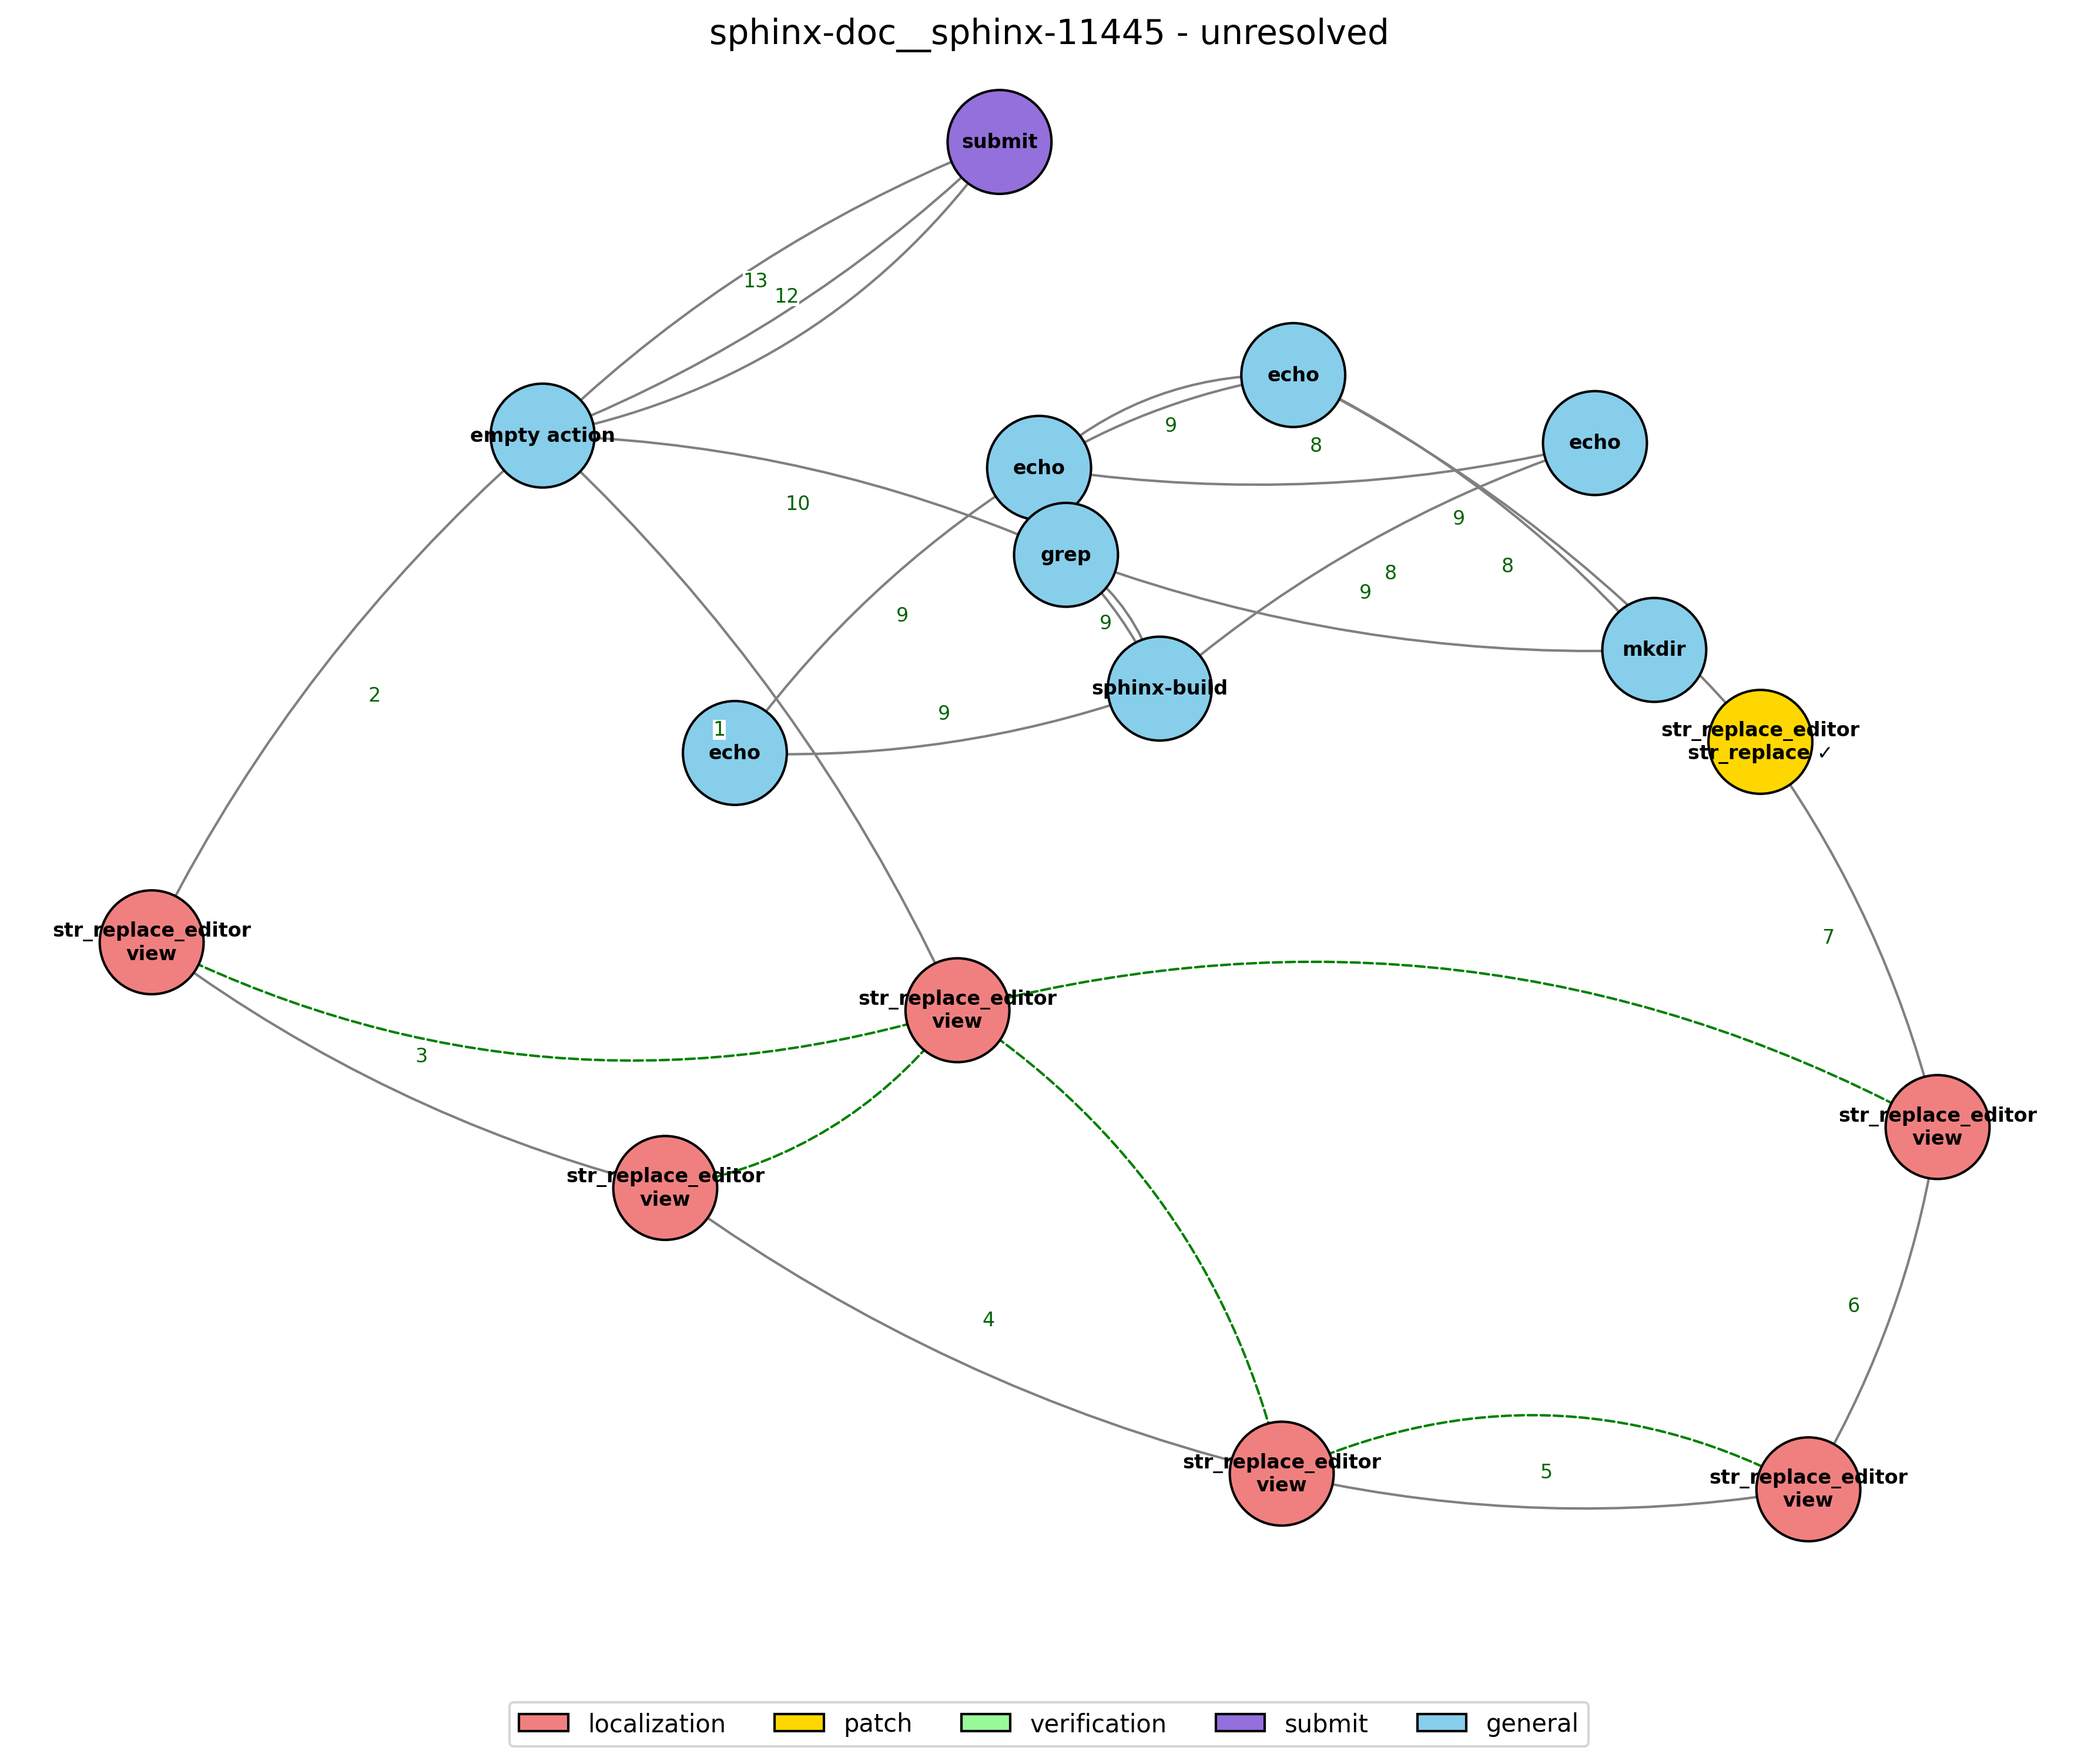 sphinx-doc__sphinx-11445 - unresolved
submit
13
12
echo
9
8
echo
empty action
echo
10
9
grep
8
8
9
9
9
mkdir
2
sphinx-build
9
1
echo
str_replace_editor
str_replace ✓
7
str_replace_editor
view
str_replace_editor
view
3
str_replace_editor
view
str_replace_editor
view
6
4
5
str_replace_editor
view
str_replace_editor
view
localization
patch
verification
submit
general